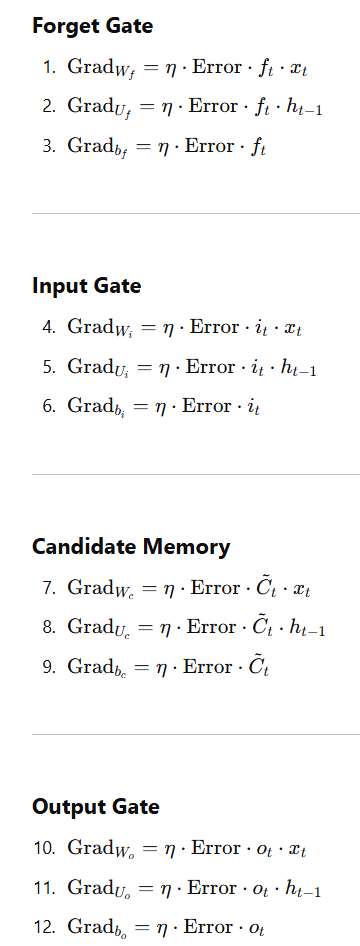 Forget Gate
1. Grad_{W_f} = η · Error · f_t · x_t
2. Grad_{U_f} = η · Error · f_t · h_{t−1}
3. Grad_{b_f} = η · Error · f_t
Input Gate
4. Grad_{W_i} = η · Error · i_t · x_t
5. Grad_{U_i} = η · Error · i_t · h_{t−1}
6. Grad_{b_i} = η · Error · i_t
Candidate Memory
7. Grad_{W_c} = η · Error · C̃_t · x_t
8. Grad_{U_c} = η · Error · C̃_t · h_{t−1}
9. Grad_{b_c} = η · Error · C̃_t
Output Gate
10. Grad_{W_o} = η · Error · o_t · x_t
11. Grad_{U_o} = η · Error · o_t · h_{t−1}
12. Grad_{b_o} = η · Error · o_t